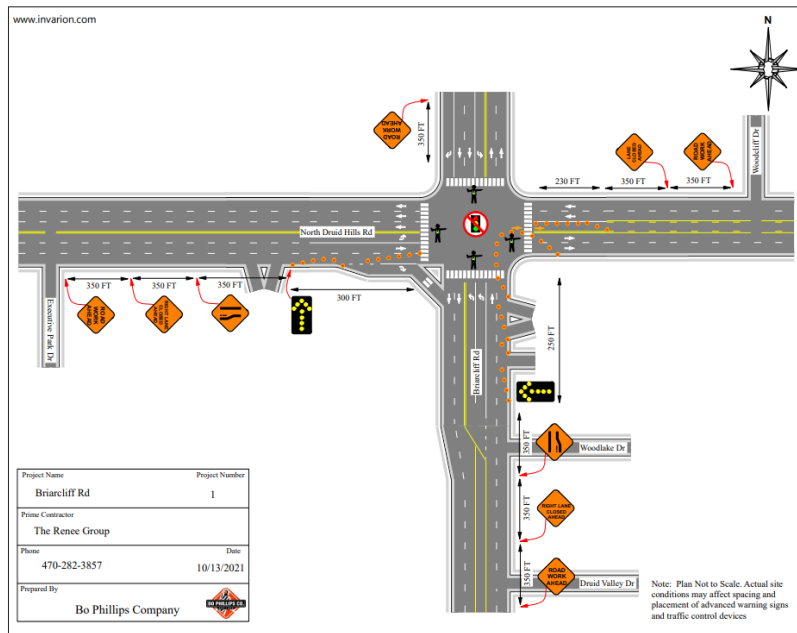 www.invarion.com
N
ROAD
WORK
AHEAD
350 FT
LANE
CLOSED
AHEAD
ROAD
WORK
AHEAD
Woodcliff Dr
230 FT
350 FT
350 FT
North Druid Hills Rd
350 FT
350 FT
350 FT
300 FT
ROAD
WORK
AHEAD
RIGHT LANE
CLOSED
AHEAD
Executive Park Dr
Briarcliff Rd
250 FT
350 FT
Woodlake Dr
350 FT
RIGHT LANE
CLOSED
AHEAD
350 FT
ROAD
WORK
AHEAD
Druid Valley Dr
Project Name
Project Number
Briarcliff Rd
1
Prime Contractor
The Renee Group
Phone
Date
470-282-3857
10/13/2021
Prepared By
Bo Phillips Company
BO PHILLIPS CO.
Note: Plan Not to Scale. Actual site
conditions may affect spacing and
placement of advanced warning signs
and traffic control devices